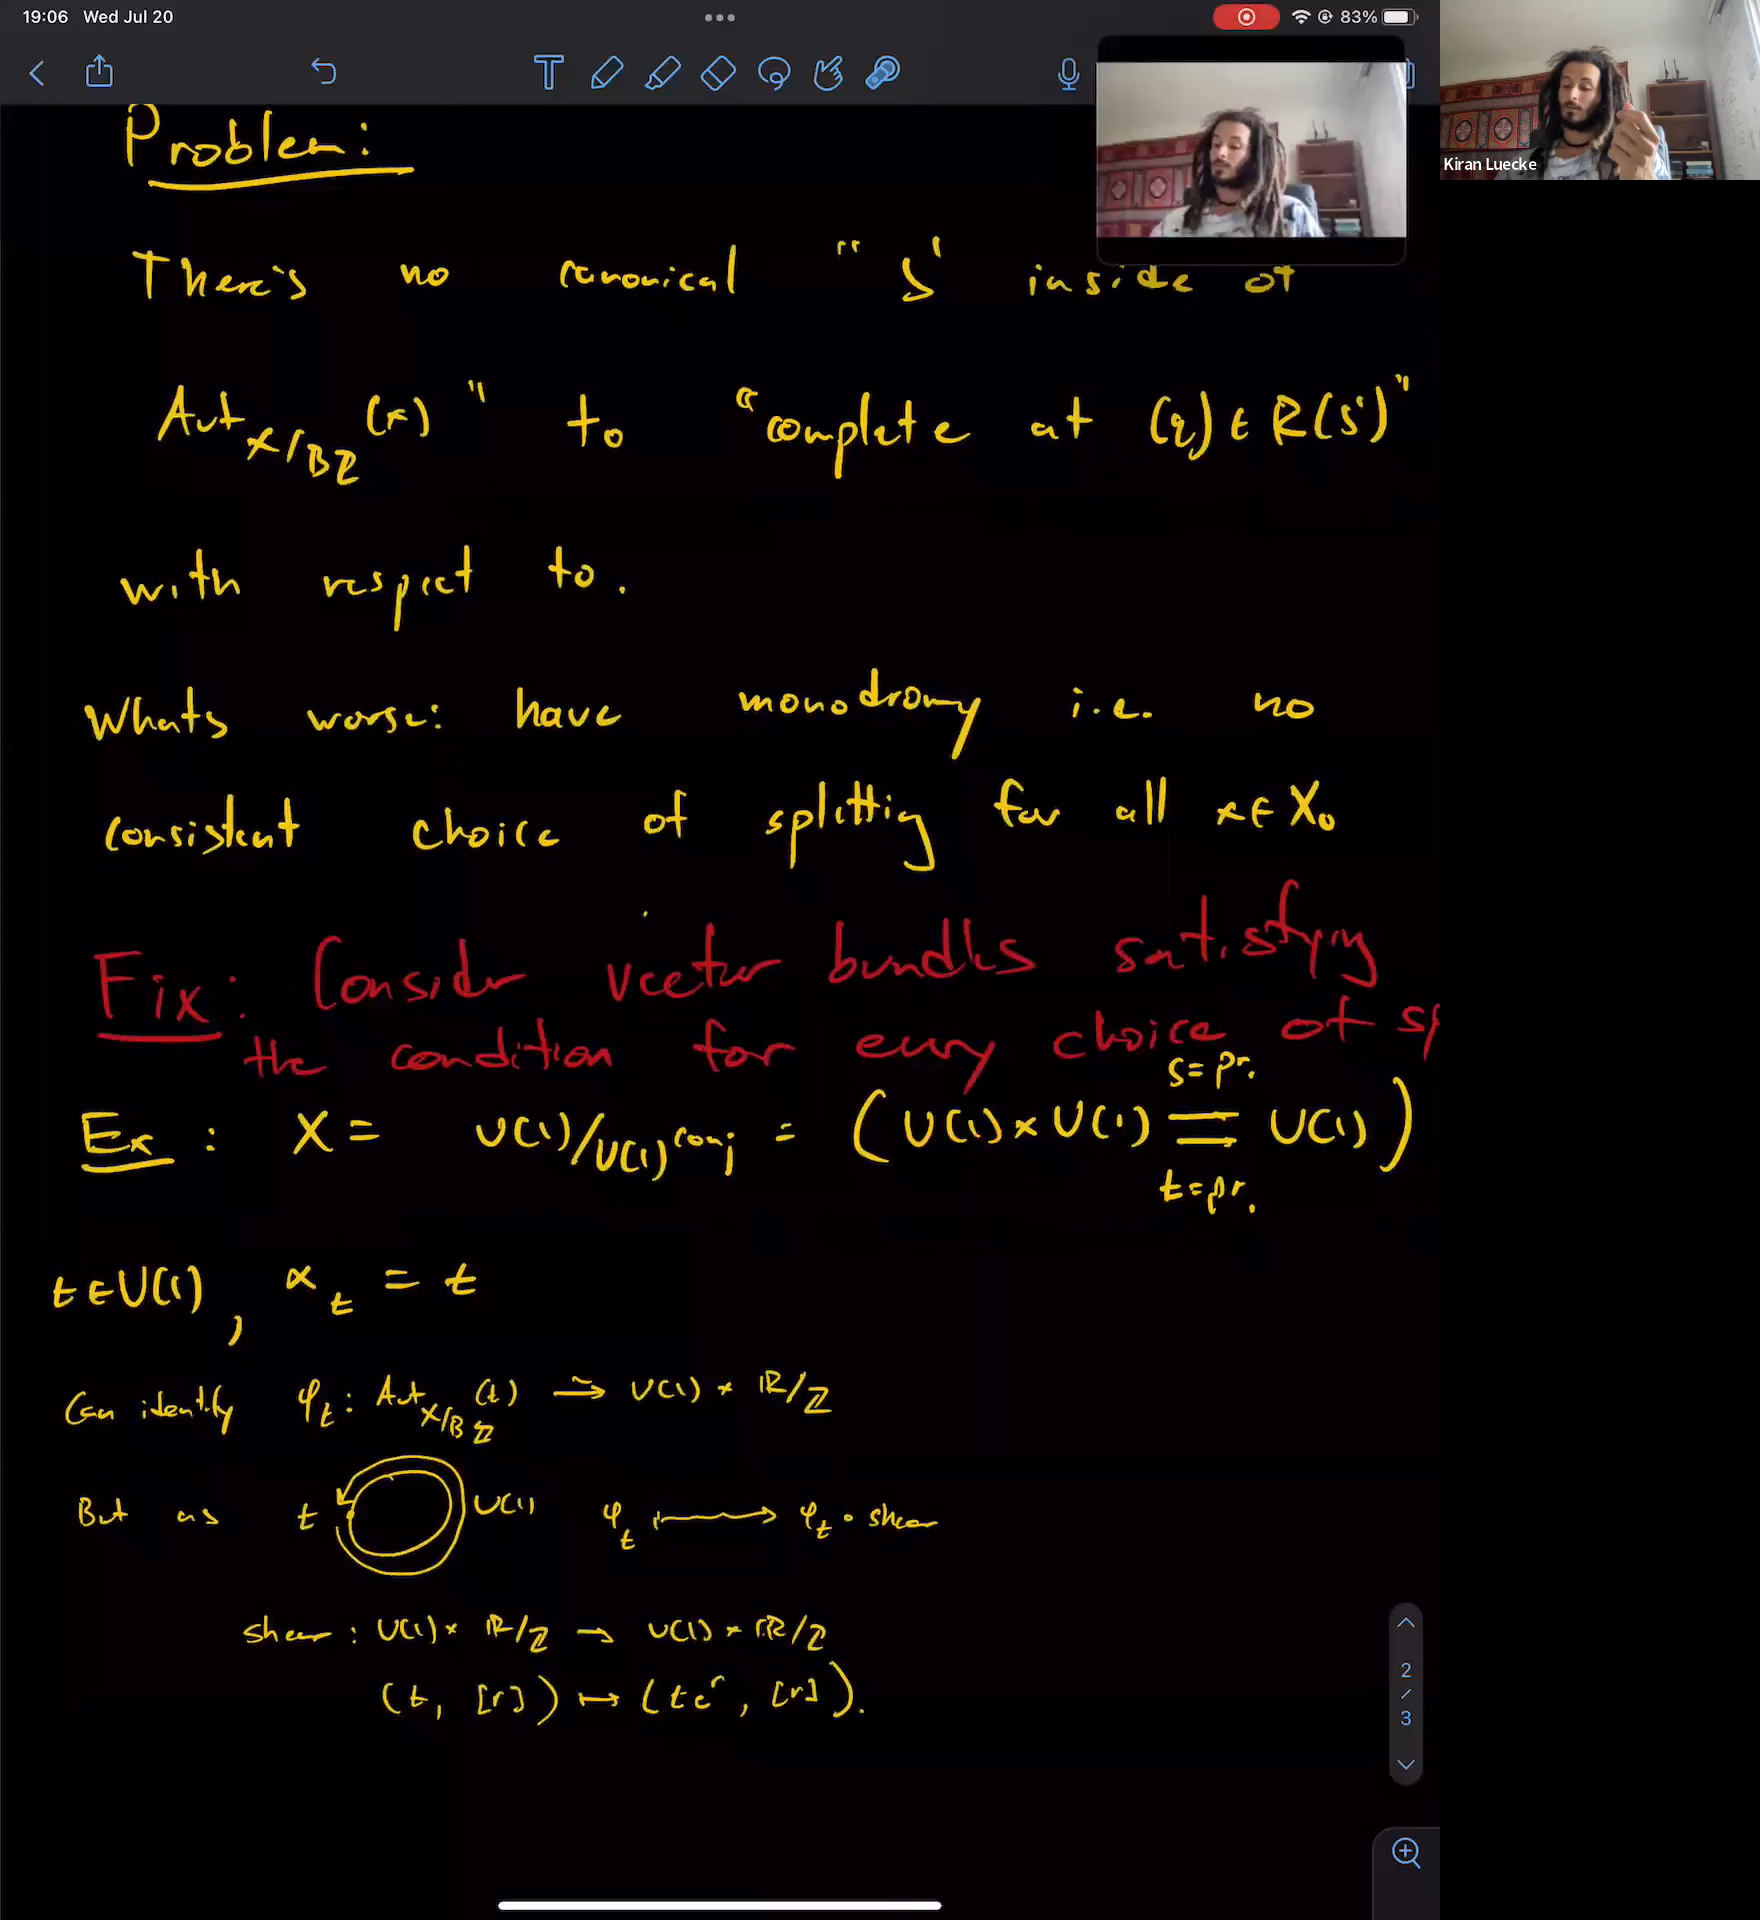 19:06 Wed Jul 20
83%
Kiran Luecke
Problem:
There's no canonical "S' inside of
Aut_{X/BZ} (x)" to "complete at (q) ∈ R(S')"
with respect to.
Whats worse: have monodromy i.e. no
consistent choice of splitting for all x ∈ X₀
Fix: Consider vector bundles satisfying
the condition for every choice of sp
s=pr.
Ex: X = U(1)/U(1)^{conj} = (U(1) × U(1) ⇉ U(1))
t=pr.
t ∈ U(1), α_t = t
Can identify φ_t : Aut_{X/BZ} (t) → U(1) × R/Z
But as t U(1) φ_t ↦ φ_t ∘ shear
shear : U(1) × R/Z → U(1) × R/Z
(t, [r]) ↦ (te^r, [r]).
2
/
3